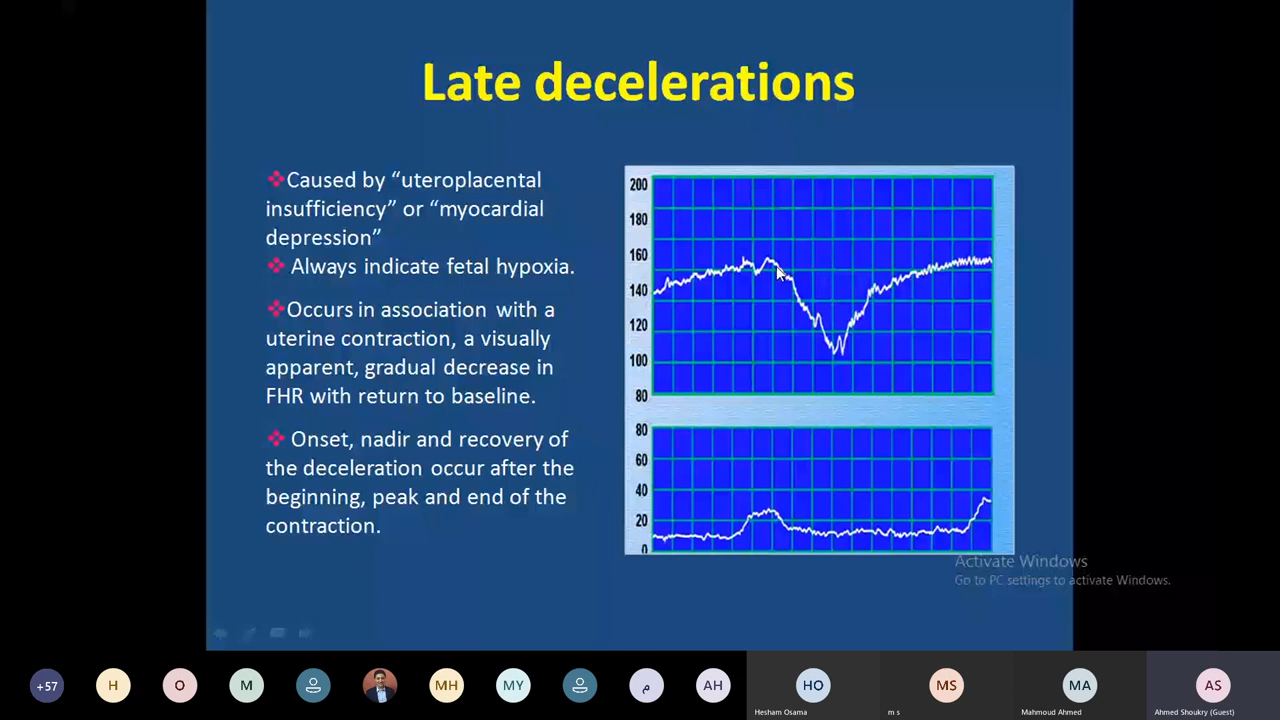 Late decelerations
❖Caused by “uteroplacental
insufficiency” or “myocardial
depression”
❖ Always indicate fetal hypoxia.
❖Occurs in association with a
uterine contraction, a visually
apparent, gradual decrease in
FHR with return to baseline.
❖ Onset, nadir and recovery of
the deceleration occur after the
beginning, peak and end of the
contraction.
200
180
160
140
120
100
80
80
60
40
20
0
Activate Windows
Go to PC settings to activate Windows.
+57 H O M MH MY م AH HO MS MA AS
Hesham Osama m s Mahmoud Ahmed Ahmed Shoukry (Guest)